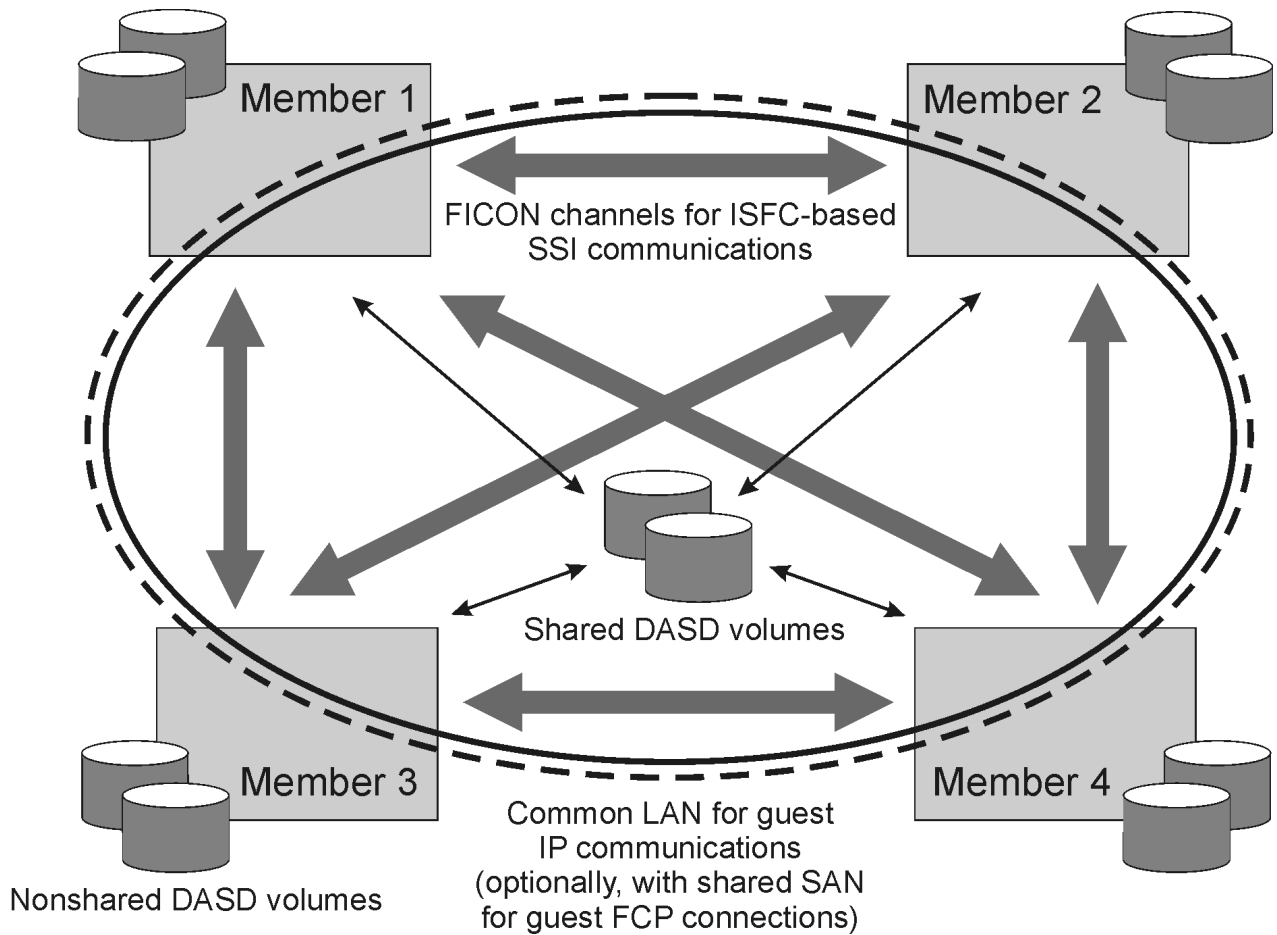 Member 1
Member 2
FICON channels for ISFC-based
SSI communications
Shared DASD volumes
Member 3
Member 4
Common LAN for guest
IP communications
(optionally, with shared SAN
for guest FCP connections)
Nonshared DASD volumes